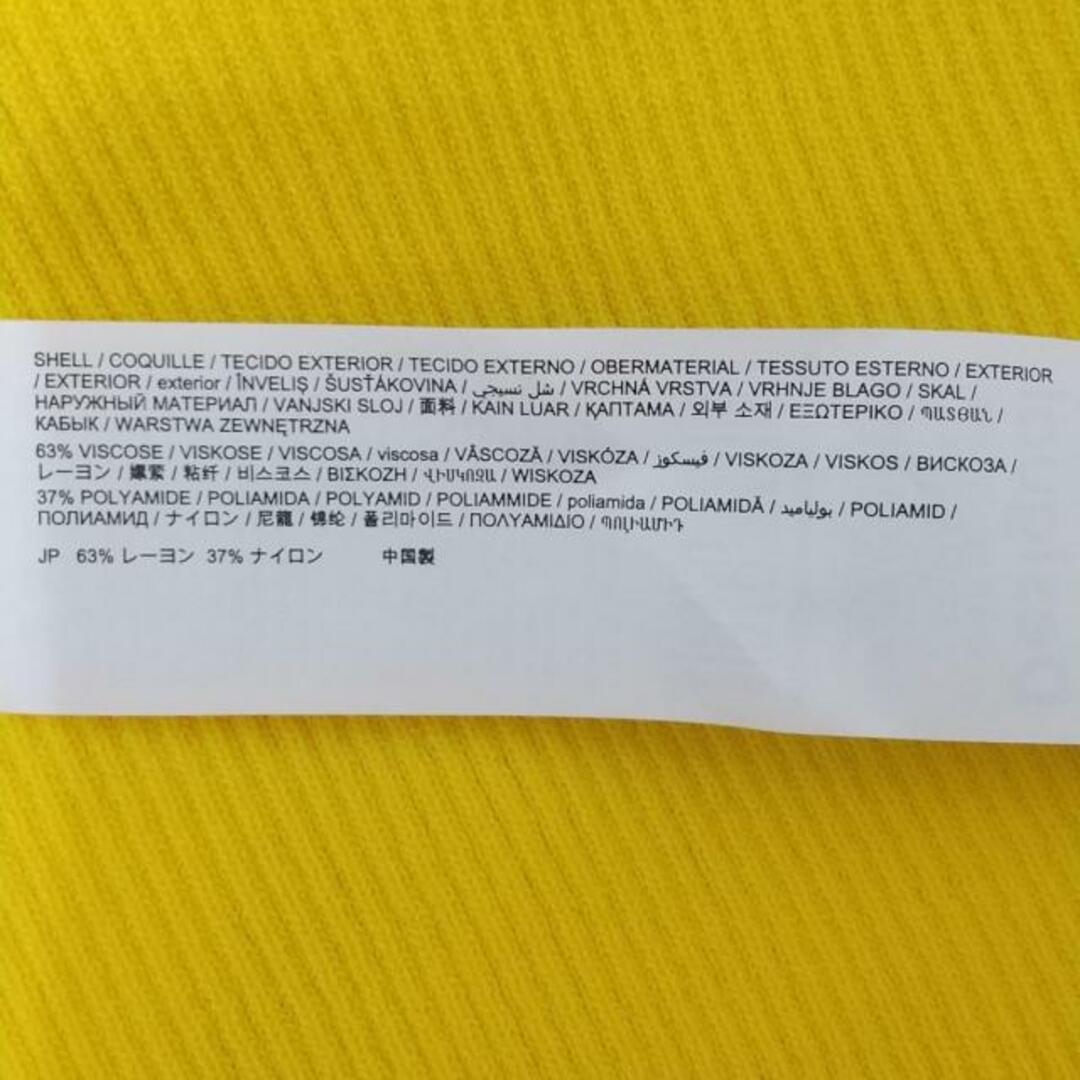 SHELL / COQUILLE / TECIDO EXTERIOR / TECIDO EXTERNO / OBERMATERIAL / TESSUTO ESTERNO / EXTERIOR
/ EXTERIOR / exterior / ÎNVELIŞ / ŠUSŤÁKOVINA / شل نسيجي / VRCHNÁ VRSTVA / VRHNJE BLAGO / SKAL /
НАРУЖНЫЙ МАТЕРИАЛ / VANJSKI SLOJ / 面料 / KAIN LUAR / ҚАПТАМА / 외부 소재 / ΕΞΩΤΕΡΙΚΟ / ՊԱՏՅԱՆ /
КАБЫК / WARSTWA ZEWNĘTRZNA
63% VISCOSE / VISKOSE / VISCOSA / viscosa / VÂSCOZĂ / VISKÓZA / فيسكوز / VISKOZA / VISKOS / ВИСКОЗА /
レーヨン / 嫘縈 / 粘纤 / 비스코스 / ΒΙΣΚΟΖΗ / ՎԻՍԿՈԶԱ / WISKOZA
37% POLYAMIDE / POLIAMIDA / POLYAMID / POLIAMMIDE / poliamida / POLIAMIDĂ / بولياميد / POLIAMID /
ПОЛИАМИД / ナイロン / 尼龍 / 锦纶 / 폴리마이드 / ΠΟΛΥΑΜΙΔΙΟ / ՊՈԼԻԱՄԻԴ
JP 63% レーヨン 37% ナイロン 中国製